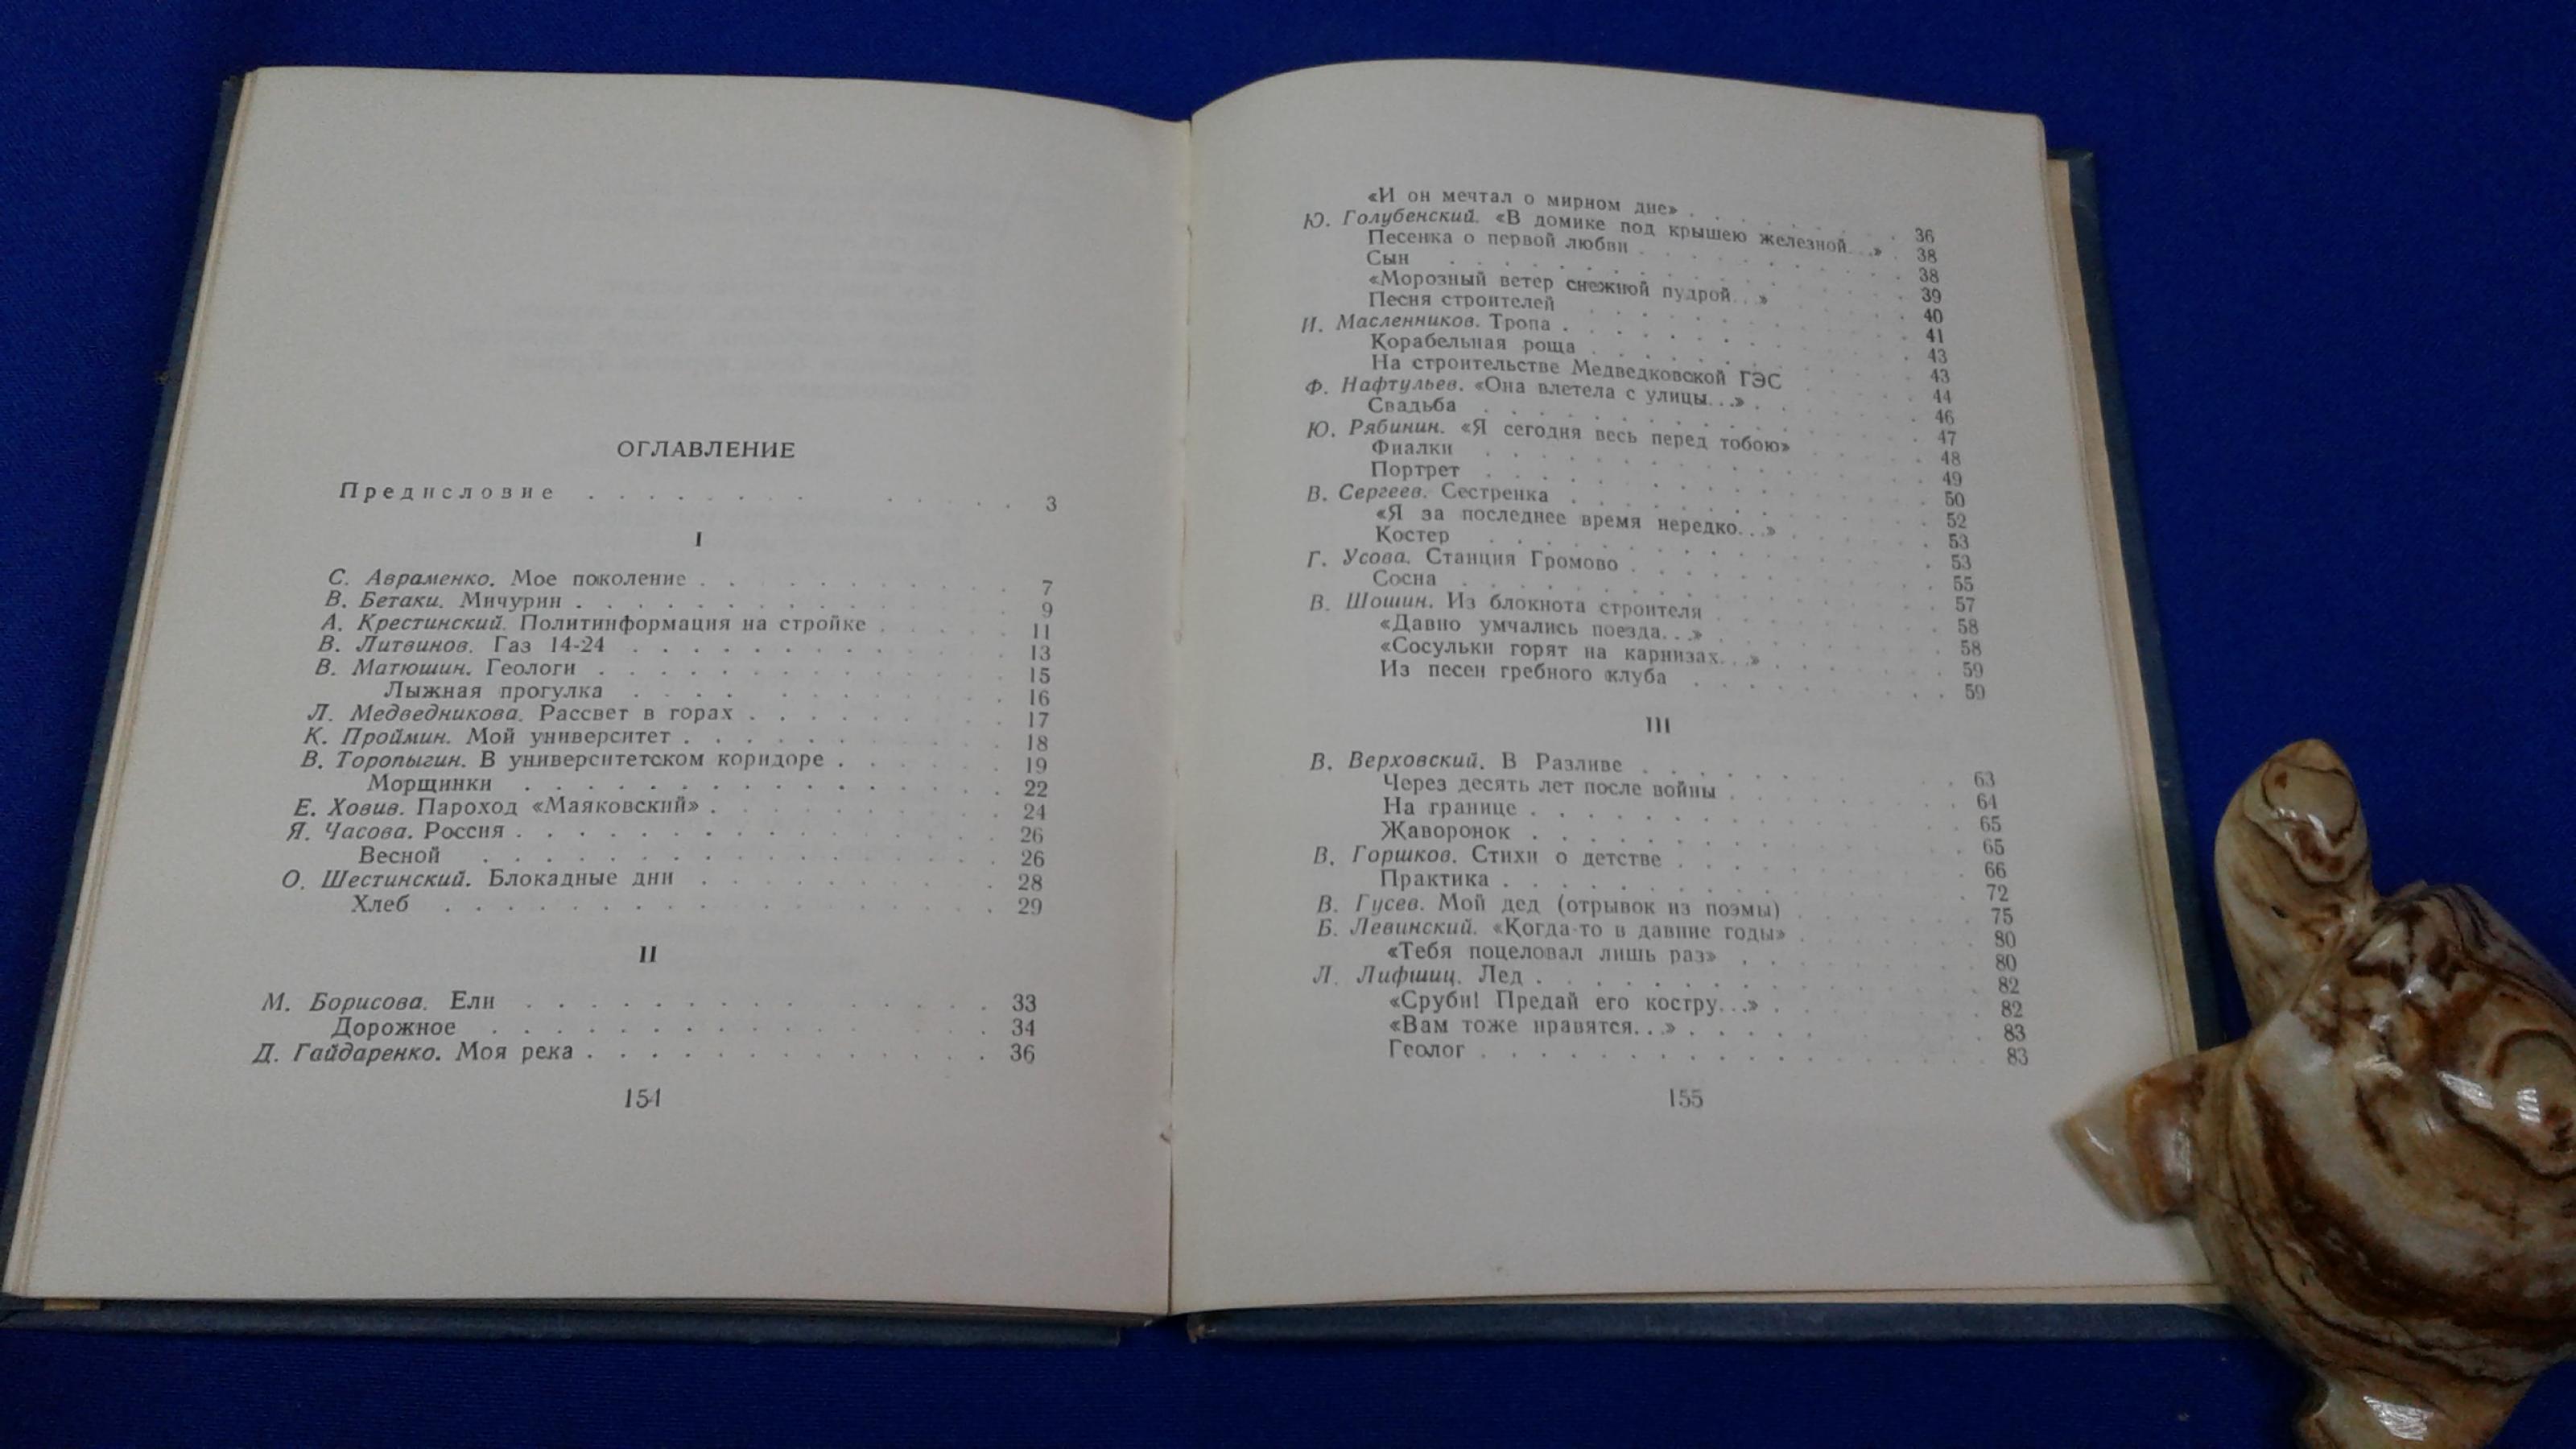 ОГЛАВЛЕНИЕ
Предисловие . . . . . . . . . . . . 3
I
С. Авраменко. Мое поколение . . . . . . . . 7
В. Бетаки. Мичурин . . . . . . . . . . 9
А. Крестинский. Политинформация на стройке . . . . 11
В. Литвинов. Газ 14-24 . . . . . . . . . 13
В. Матюшин. Геологи . . . . . . . . . . 15
Лыжная прогулка . . . . . . . . . 16
Л. Медведникова. Рассвет в горах . . . . . . . 17
К. Проймин. Мой университет . . . . . . . . 18
В. Торопыгин. В университетском коридоре . . . . . 19
Морщинки . . . . . . . . . . . 22
Е. Ховив. Пароход «Маяковский» . . . . . . . . 24
Я. Часова. Россия . . . . . . . . . . . 26
Весной . . . . . . . . . . . . 26
О. Шестинский. Блокадные дни . . . . . . . . 28
Хлеб . . . . . . . . . . . . 29
II
М. Борисова. Ели . . . . . . . . . . . 33
Дорожное . . . . . . . . . . . 34
Д. Гайдаренко. Моя река . . . . . . . . . . 36
154
«И он мечтал о мирном дне» . . . . . . 36
Ю. Голубенский. «В домике под крышею железной...» . 38
Песенка о первой любви . . . . . . . 38
Сын . . . . . . . . . . . . 39
«Морозный ветер снежной пудрой...» . . . . 40
Песня строителей . . . . . . . . . 41
И. Масленников. Тропа . . . . . . . . . 43
Корабельная роща . . . . . . . . . 43
На строительстве Медведковской ГЭС . . . . 44
Ф. Нафтульев. «Она влетела с улицы...» . . . . . 46
Свадьба . . . . . . . . . . . 47
Ю. Рябинин. «Я сегодня весь перед тобою» . . . . 48
Фиалки . . . . . . . . . . . 49
Портрет . . . . . . . . . . . 50
В. Сергеев. Сестренка . . . . . . . . . 52
«Я за последнее время нередко...» . . . . 53
Костер . . . . . . . . . . . 53
Г. Усова. Станция Громово . . . . . . . . 55
Сосна . . . . . . . . . . . 57
В. Шошин. Из блокнота строителя . . . . . . . 58
«Давно умчались поезда...» . . . . . . 58
«Сосульки горят на карнизах...» . . . . . 59
Из песен гребного клуба . . . . . . . 59
III
В. Верховский. В Разливе . . . . . . . . . 63
Через десять лет после войны . . . . . . 64
На границе . . . . . . . . . . 65
Жаворонок . . . . . . . . . . 65
В. Горшков. Стихи о детстве . . . . . . . . 66
Практика . . . . . . . . . . . 72
В. Гусев. Мой дед (отрывок из поэмы) . . . . . . 75
Б. Левинский. «Когда-то в давние годы» . . . . . 80
«Тебя поцеловал лишь раз» . . . . . . 80
Л. Лифшиц. Лед . . . . . . . . . . . 82
«Сруби! Предай его костру...» . . . . . 82
«Вам тоже нравятся...» . . . . . . . . 83
Геолог . . . . . . . . . . . . 83
155